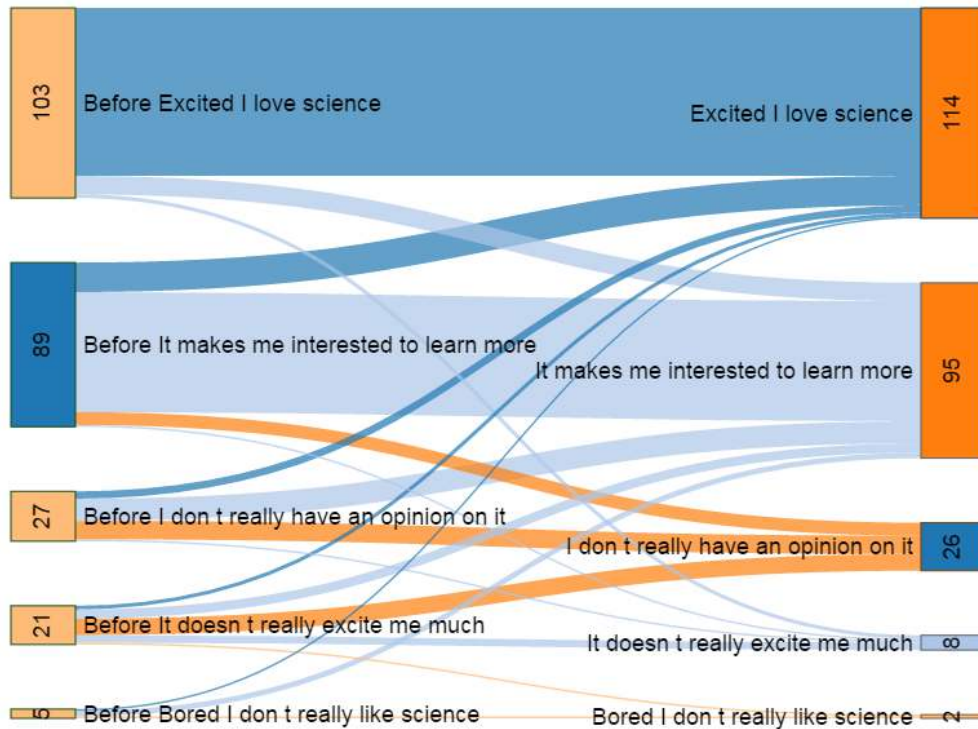 103
Before Excited I love science
Excited I love science
114
89
Before It makes me interested to learn more
It makes me interested to learn more
95
27
Before I don t really have an opinion on it
I don t really have an opinion on it
26
21
Before It doesn t really excite me much
It doesn t really excite me much
8
5
Before Bored I don t really like science
Bored I don t really like science
2